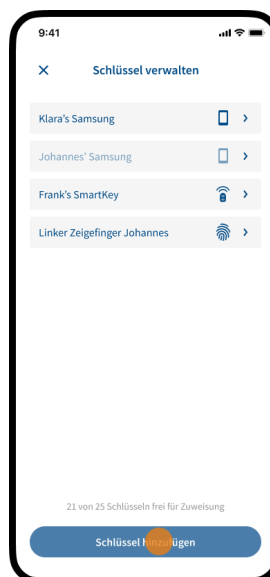 9:41
Schlüssel verwalten
Klara's Samsung
Johannes' Samsung
Frank's SmartKey
Linker Zeigefinger Johannes
21 von 25 Schlüsseln frei für Zuweisung
Schlüssel hinzufügen